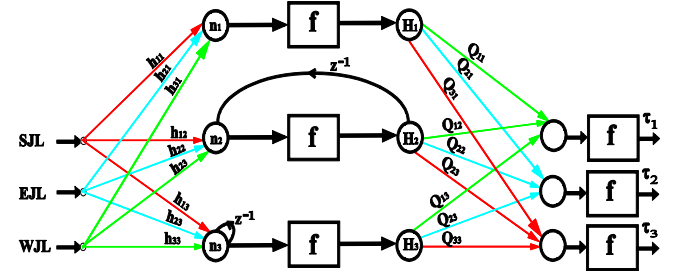 n₁ f H₁
h₁₁
h₂₁
h₃₁
Q₁₁
Q₂₁
Q₃₁
z⁻¹
SJL h₁₂ n₂ f H₂ Q₁₂ f τ₁
h₂₂
h₂₃
Q₂₂
Q₂₃
EJL h₁₃ f τ₂
h₂₃
Q₁₃
Q₂₃
z⁻¹
WJL h₃₃ n₃ f H₃ Q₃₃ f τ₃